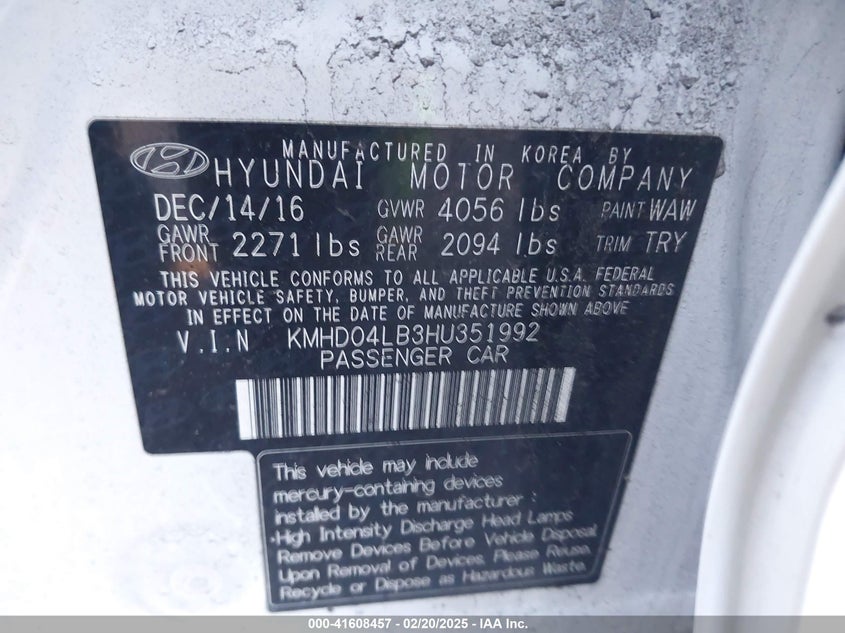 MANUFACTURED IN KOREA BY
HYUNDAI MOTOR COMPANY
DEC/14/16 GVWR 4056 lbs PAINT WAW
GAWR FRONT 2271 lbs GAWR REAR 2094 lbs TRIM TRY
THIS VEHICLE CONFORMS TO ALL APPLICABLE U.S.A. FEDERAL
MOTOR VEHICLE SAFETY, BUMPER, AND THEFT PREVENTION STANDARDS
IN EFFECT ON THE DATE OF MANUFACTURE SHOWN ABOVE
V.I.N KMHD04LB3HU351992
PASSENGER CAR
This vehicle may include
mercury-containing devices
installed by the manufacturer :
-High Intensity Discharge Head Lamps
Remove Devices Before Vehicle Disposal
Upon Removal of Devices, Please Reuse,
Recycle or Dispose as Hazardous Waste.
000-41608457 - 02/20/2025 - IAA Inc.